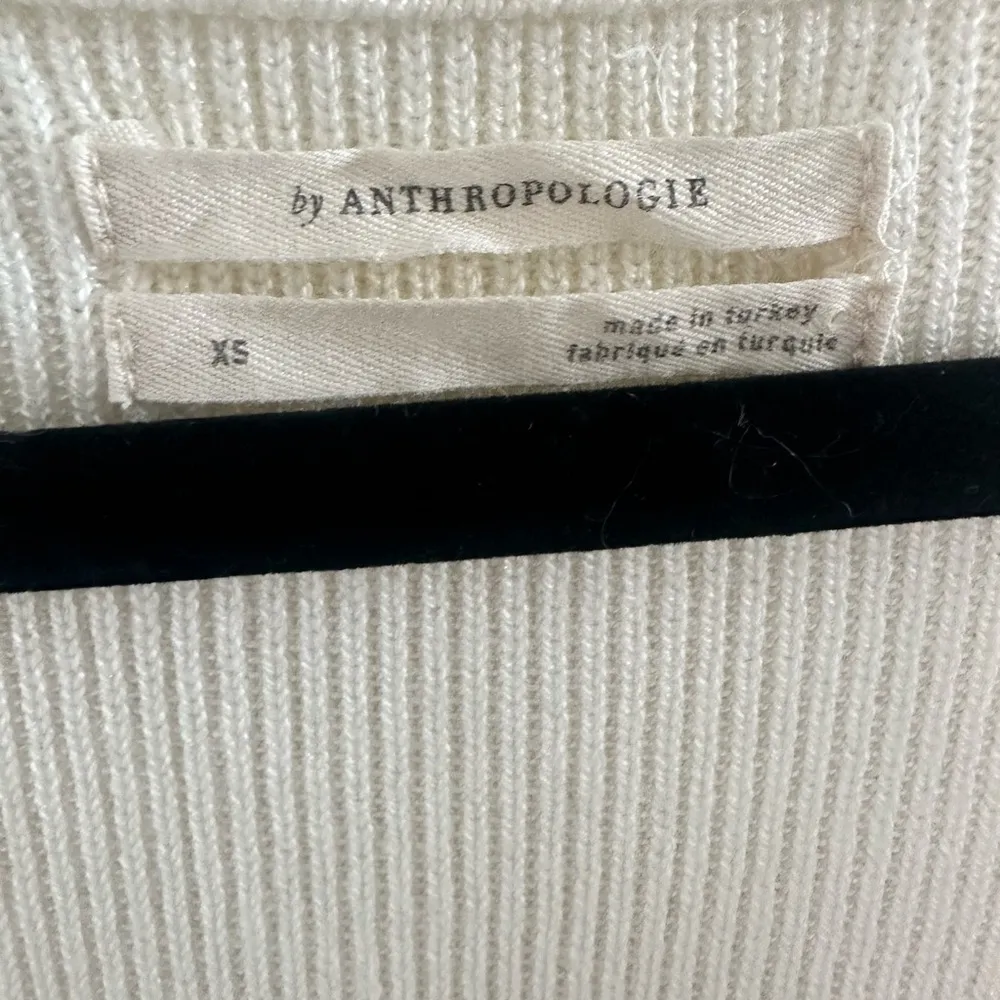 by ANTHROPOLOGIE
XS
made in turkey
fabriqué en turquie